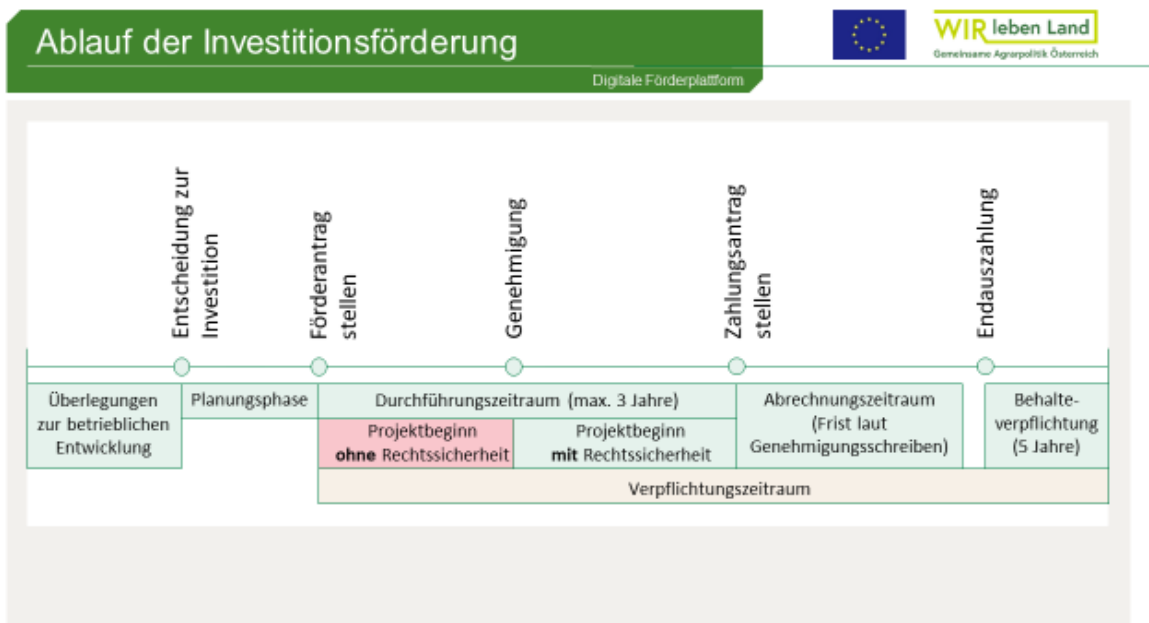 Ablauf der Investitionsförderung
Digitale Förderplattform
WIR leben Land
Gemeinsame Agrarpolitik Österreich
Entscheidung zur
Investition
Förderantrag
stellen
Genehmigung
Zahlungsantrag
stellen
Endauszahlung
Überlegungen
zur betrieblichen
Entwicklung
Planungsphase
Durchführungszeitraum (max. 3 Jahre)
Projektbeginn
ohne Rechtssicherheit
Projektbeginn
mit Rechtssicherheit
Abrechnungszeitraum
(Frist laut
Genehmigungsschreiben)
Behalte-
verpflichtung
(5 Jahre)
Verpflichtungszeitraum